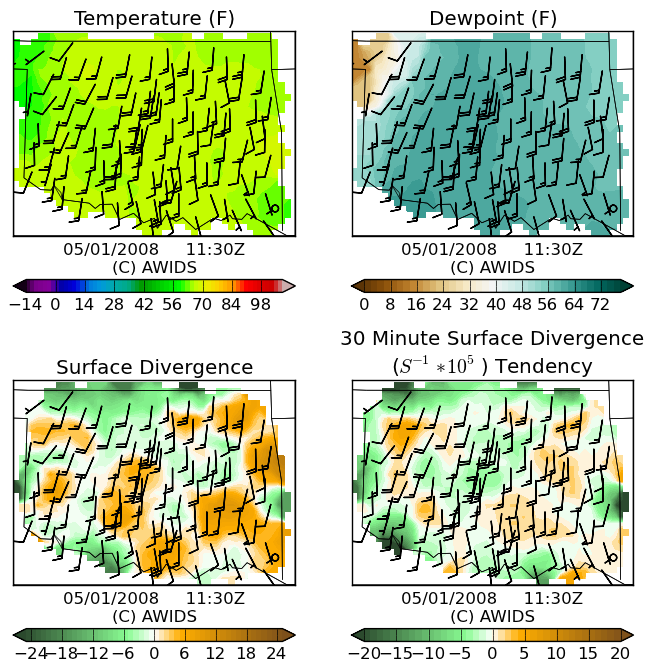 Temperature (F)
Dewpoint (F)
05/01/2008 11:30Z
(C) AWIDS
05/01/2008 11:30Z
(C) AWIDS
−14 0 14 28 42 56 70 84 98
0 8 16 24 32 40 48 56 64 72
Surface Divergence
30 Minute Surface Divergence
(S⁻¹ *10⁵ ) Tendency
05/01/2008 11:30Z
(C) AWIDS
05/01/2008 11:30Z
(C) AWIDS
−24−18−12 −6 0 6 12 18 24
−20−15−10 −5 0 5 10 15 20